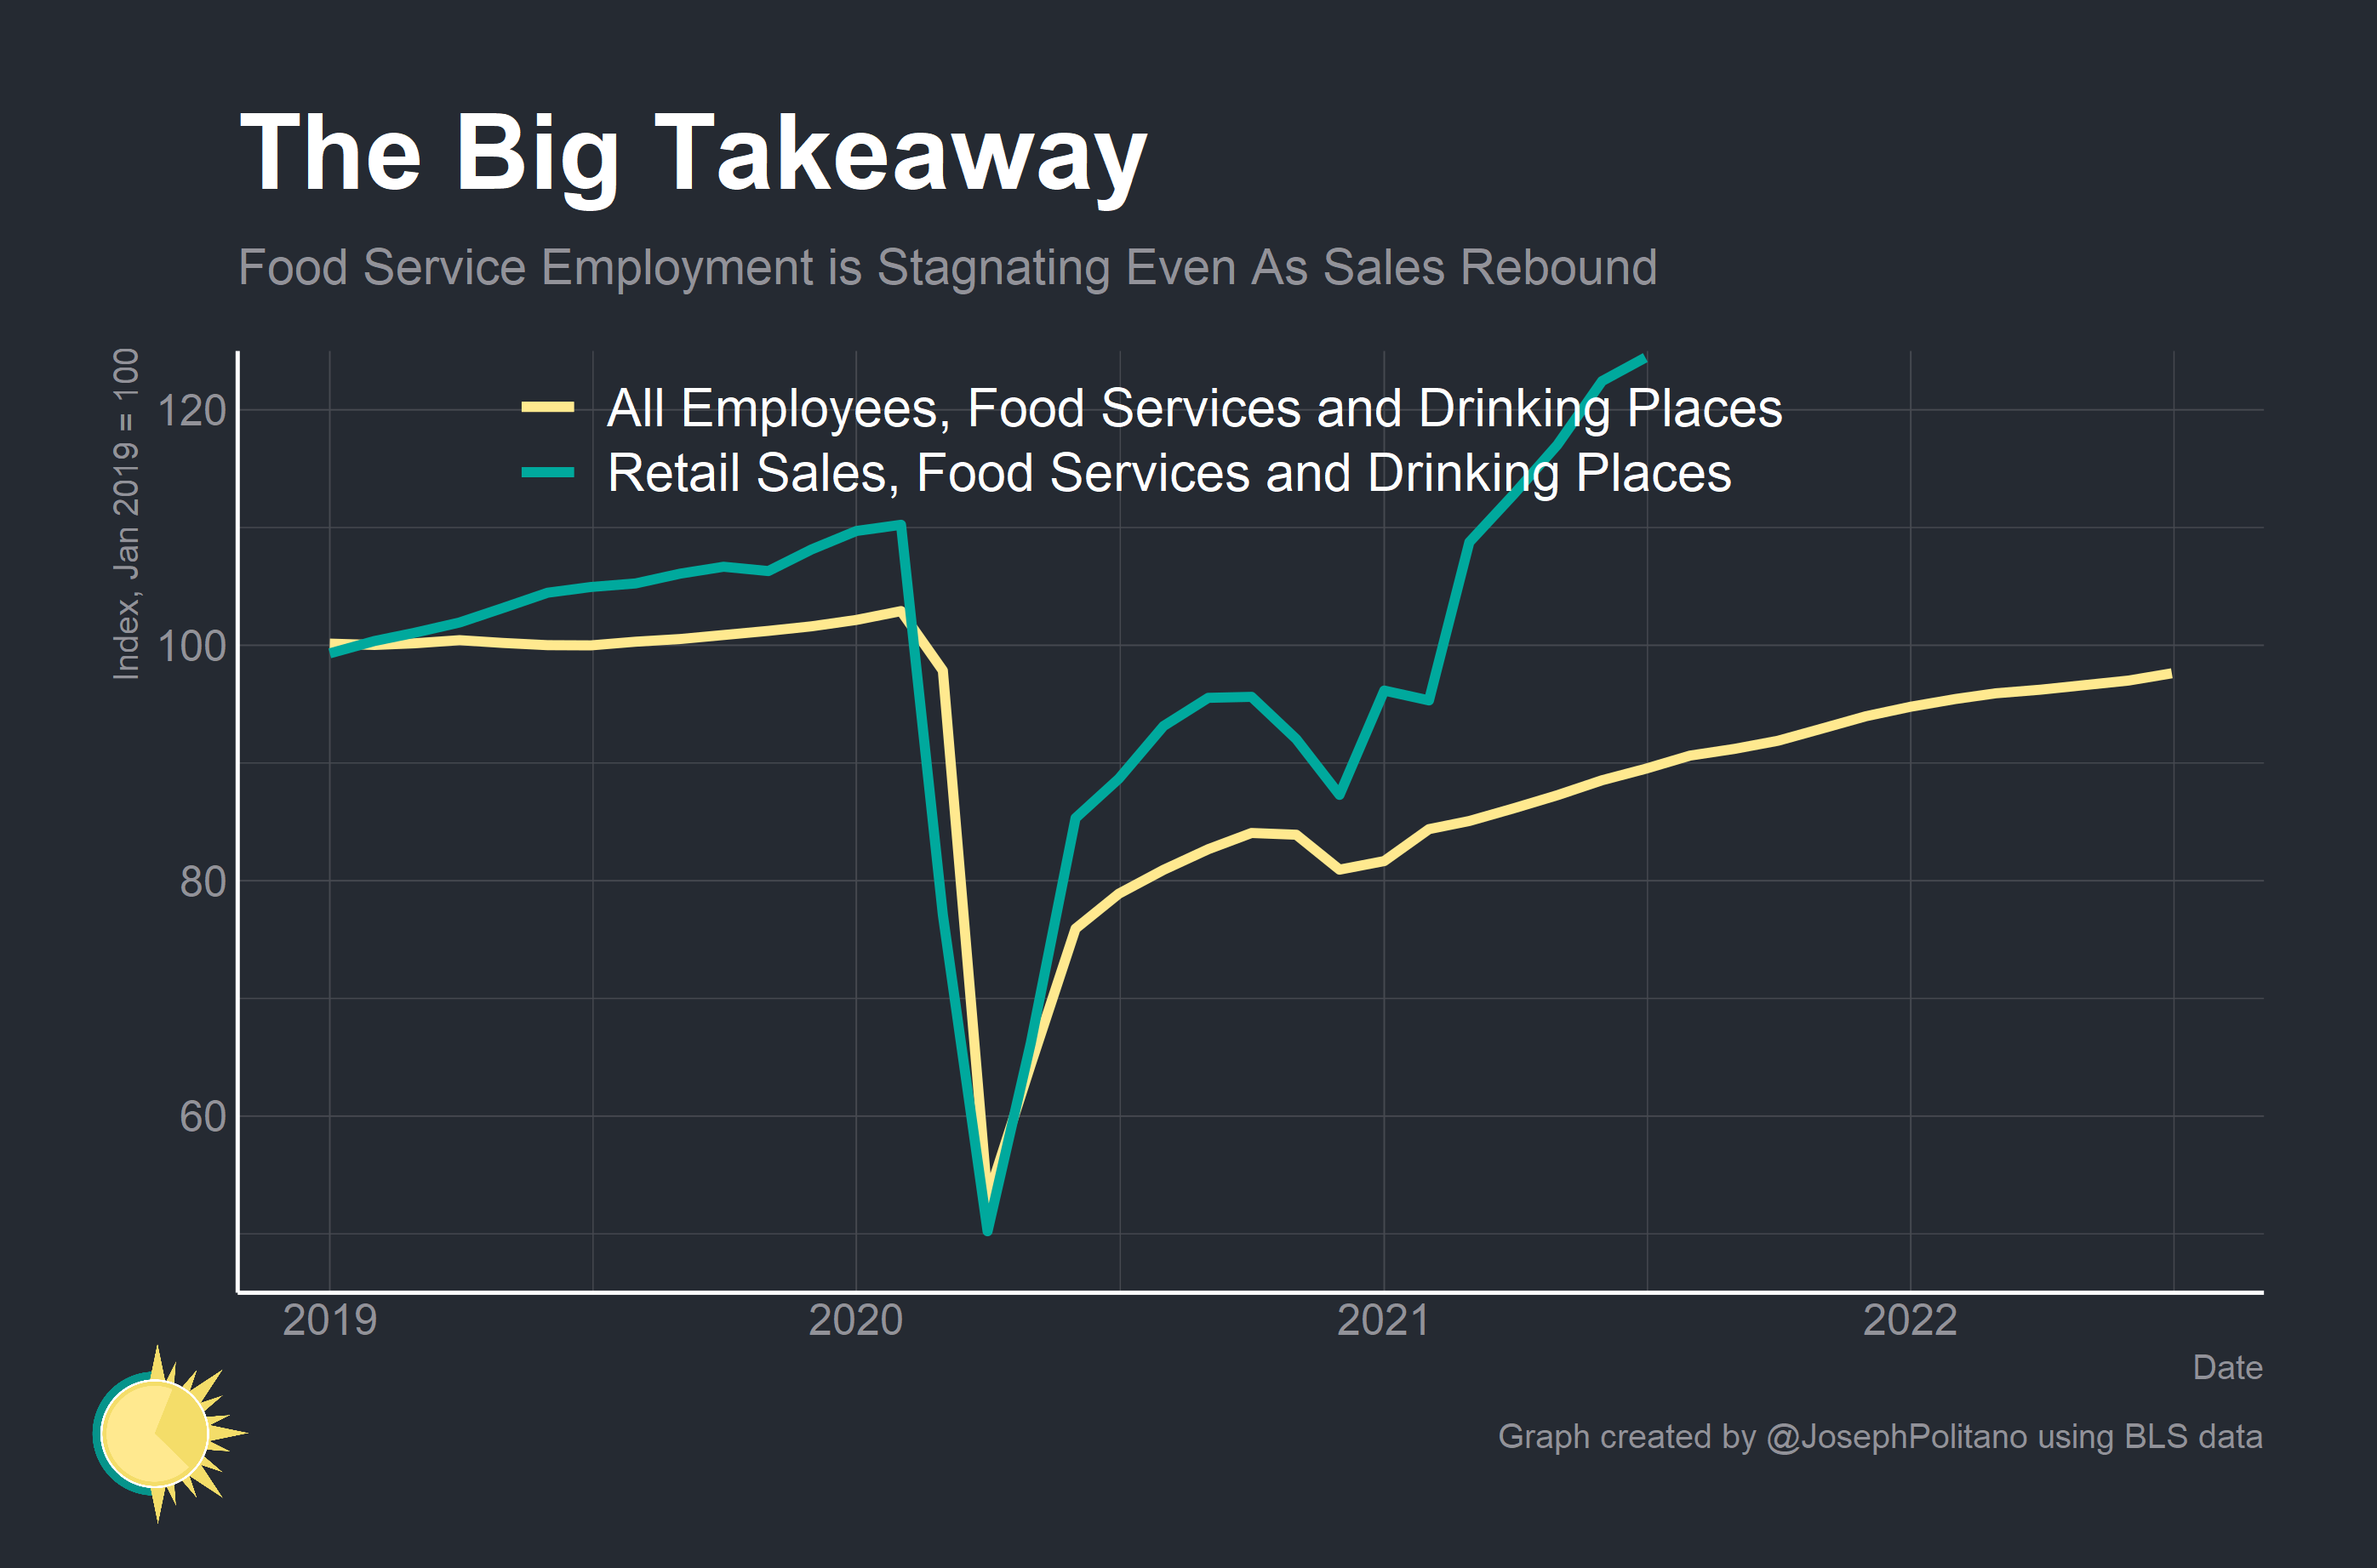 The Big Takeaway
Food Service Employment is Stagnating Even As Sales Rebound
Index, Jan 2019 = 100
120
100
80
60
All Employees, Food Services and Drinking Places
Retail Sales, Food Services and Drinking Places
2019 2020 2021 2022
Date
Graph created by @JosephPolitano using BLS data